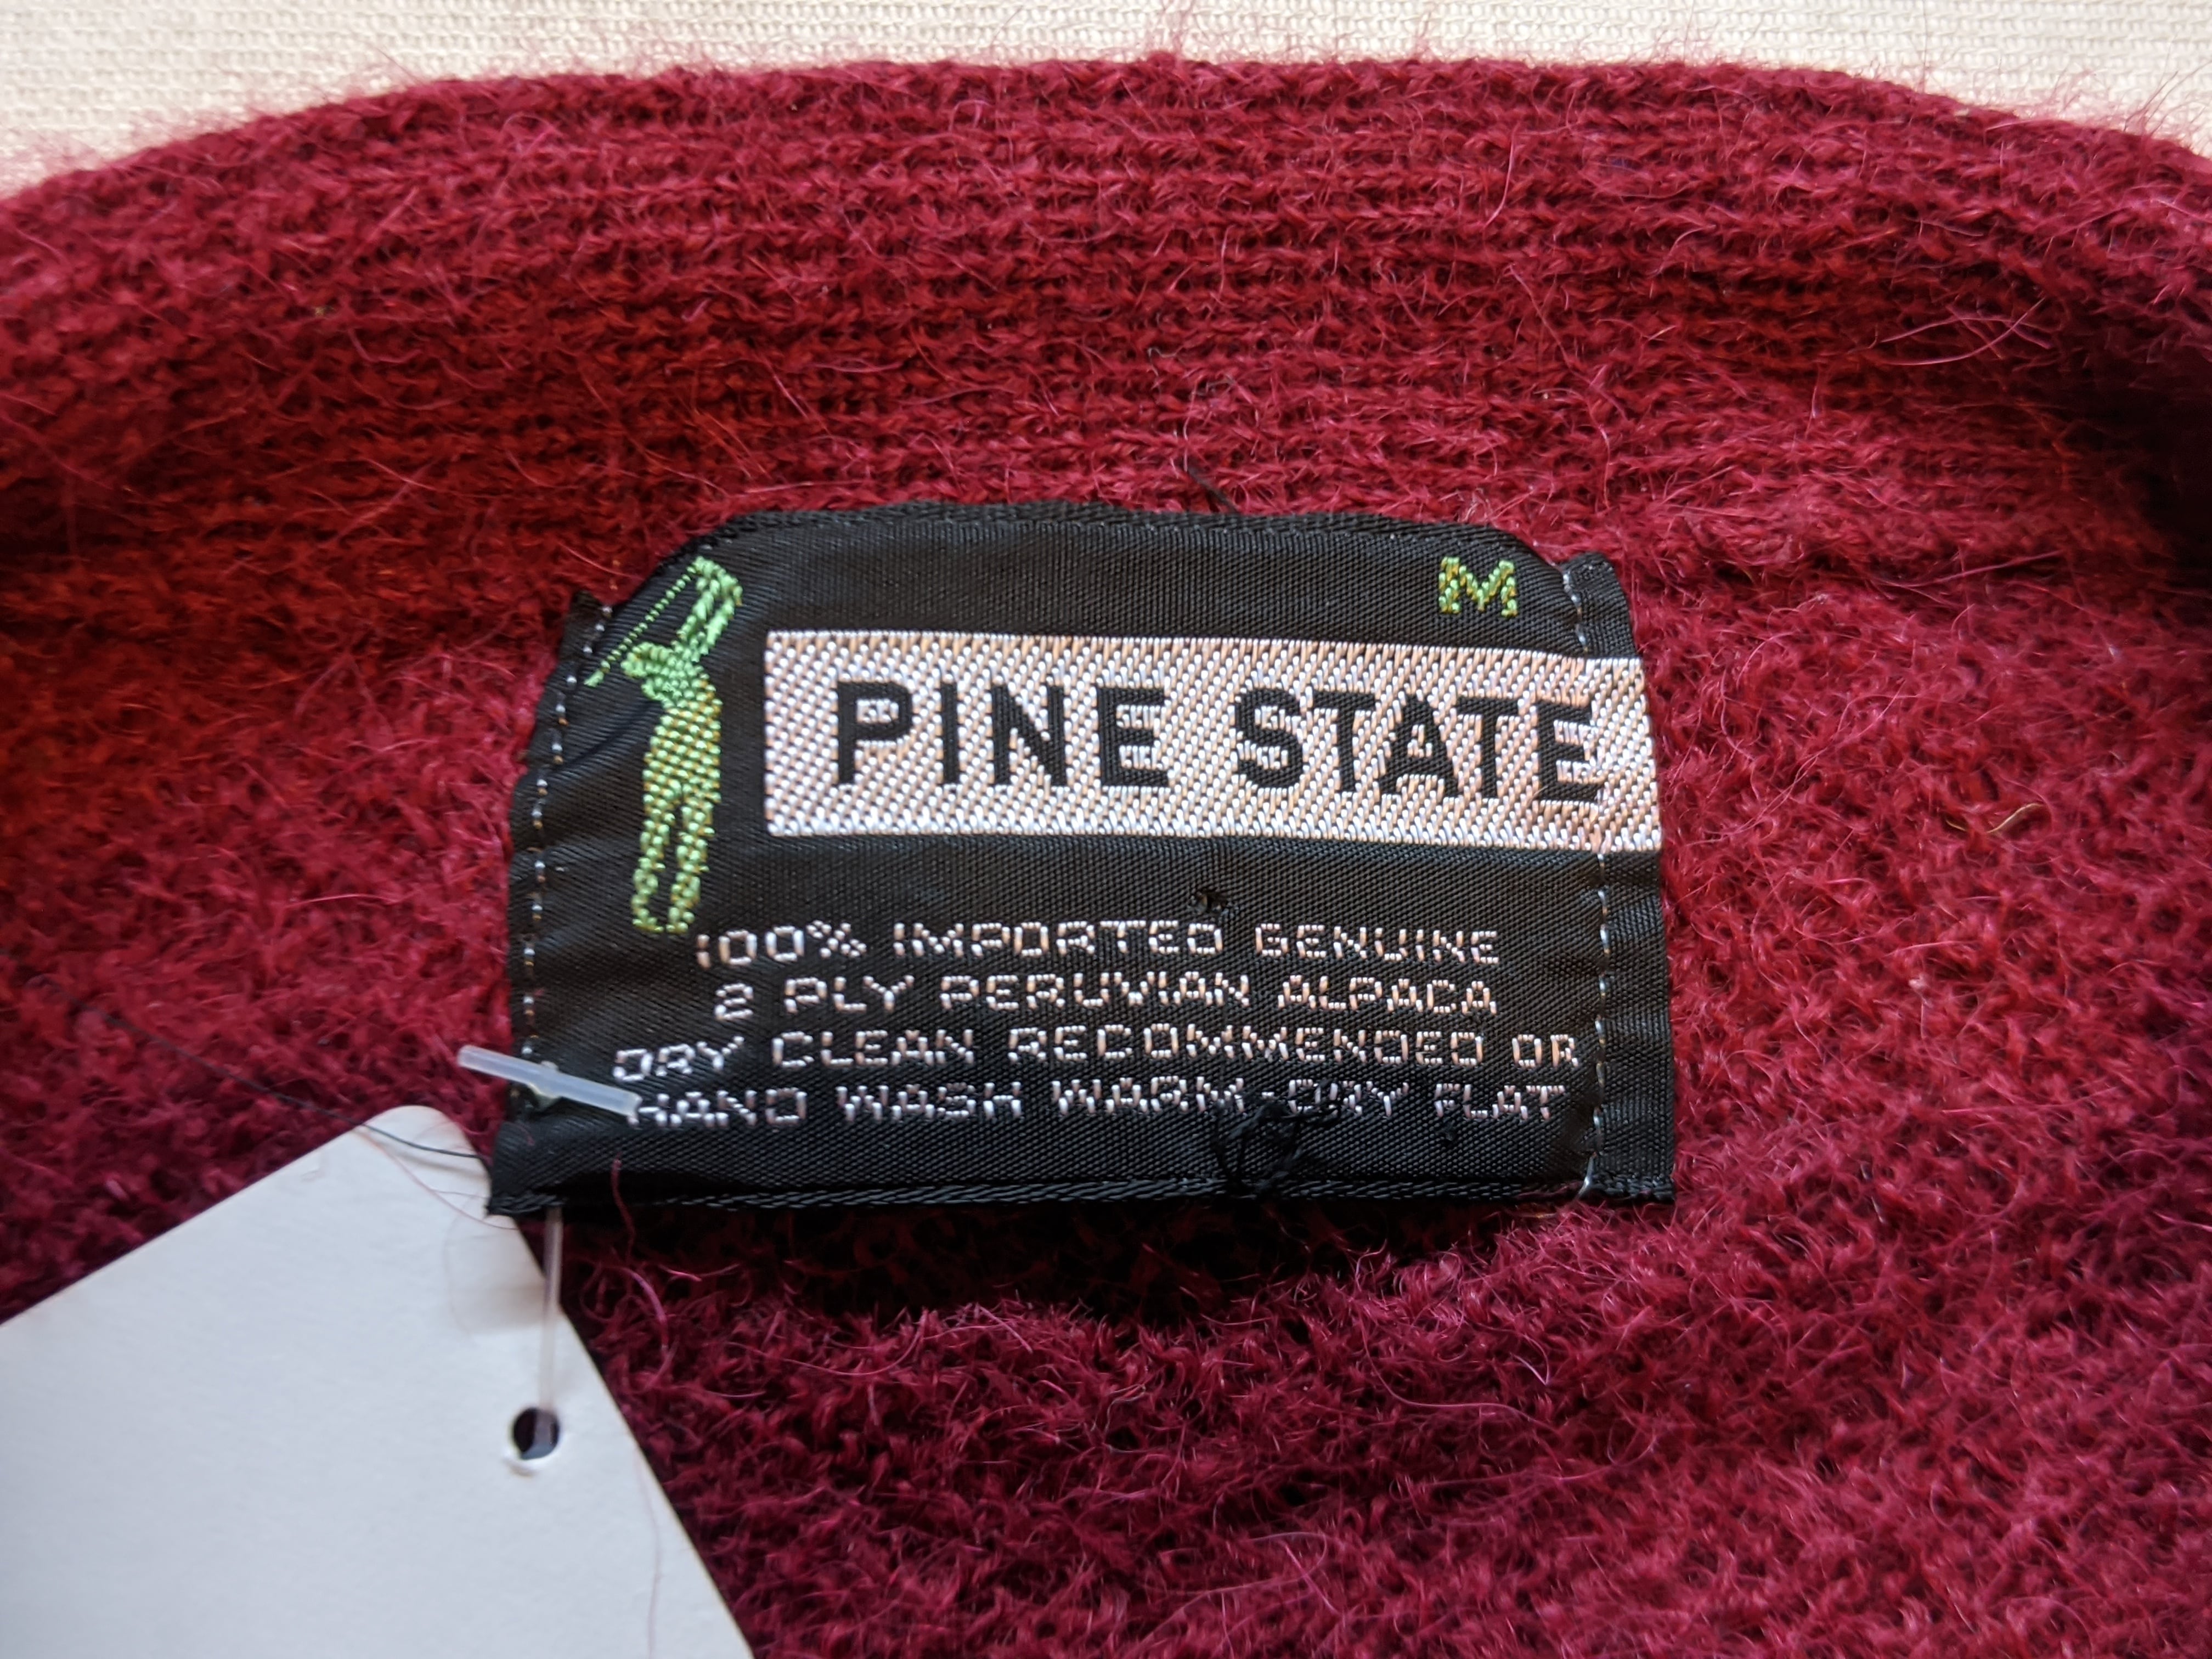 M
PINE STATE
100% IMPORTED GENUINE
2 PLY PERUVIAN ALPACA
DRY CLEAN RECOMMENDED OR
HAND WASH WARM-DRY FLAT